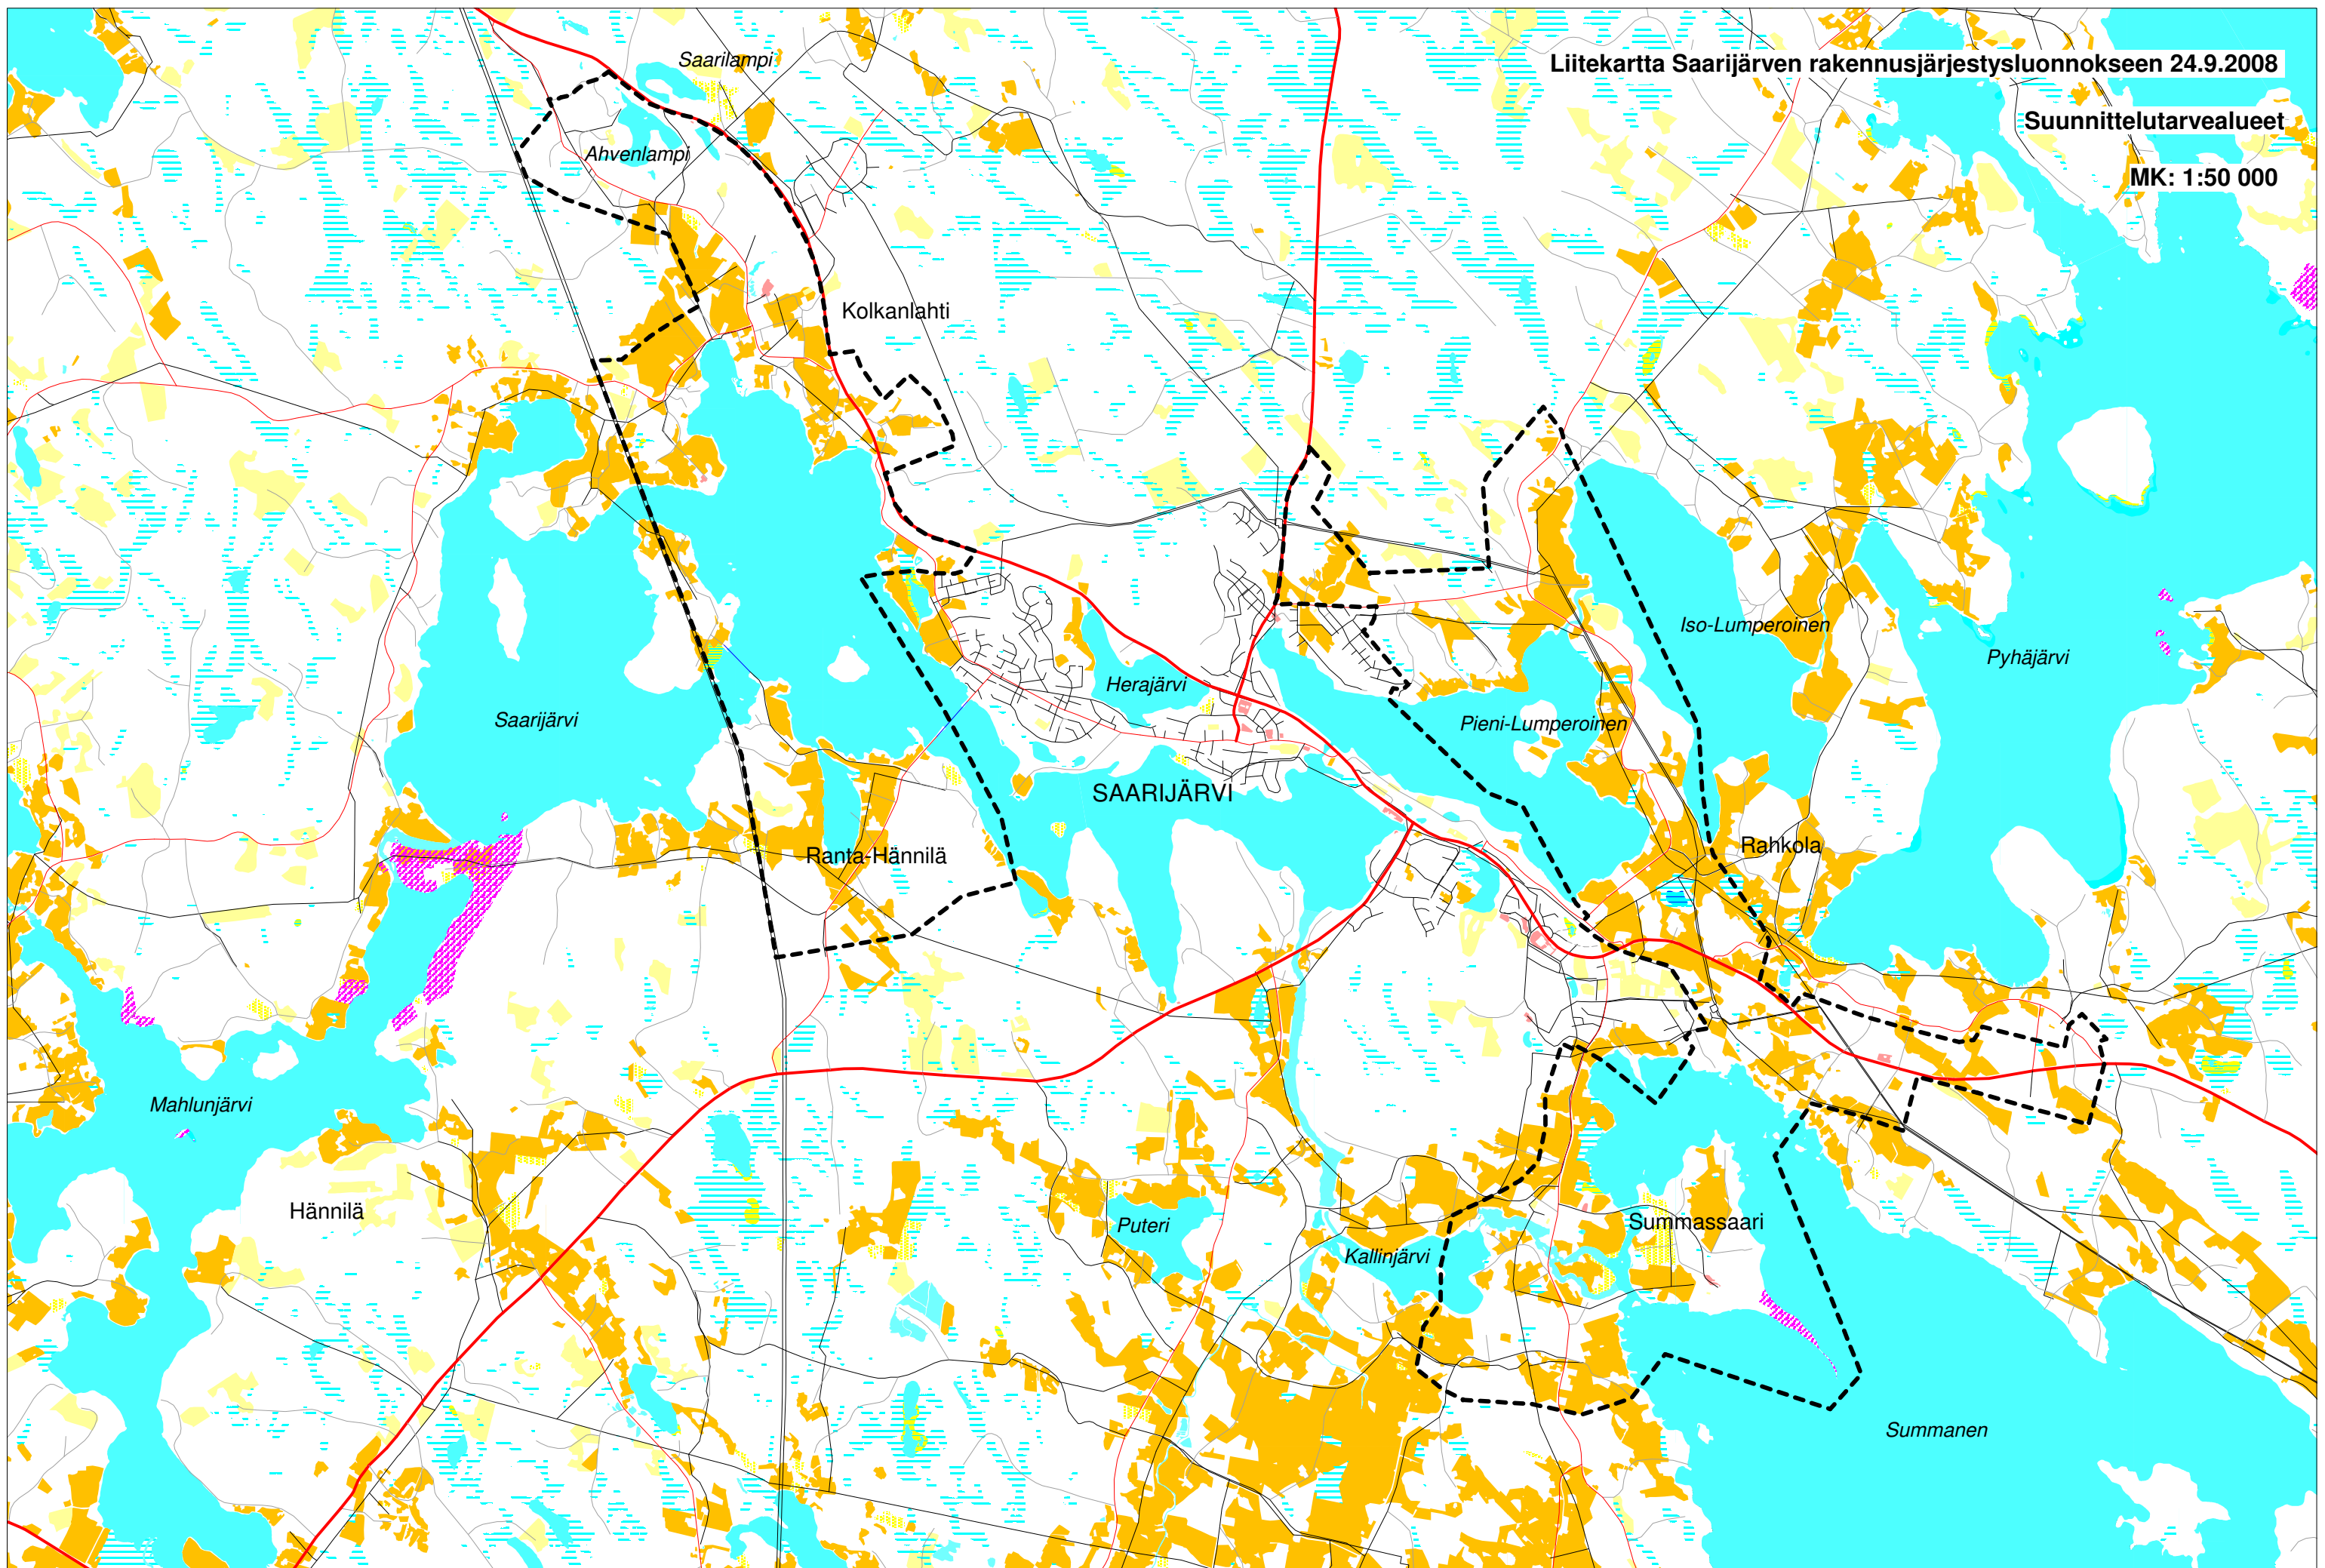 Liitekartta Saarijärven rakennusjärjestysluonnokseen 24.9.2008
Suunnittelutarvealueet
MK: 1:50 000
Saarilampi
Ahvenlampi
Kolkanlahti
Iso-Lumperoinen
Pyhäjärvi
Herajärvi
Saarijärvi
Pieni-Lumperoinen
SAARIJÄRVI
Rahkola
Ranta-Hännilä
Mahlunjärvi
Hännilä
Puteri
Summassaari
Kallinjärvi
Summanen